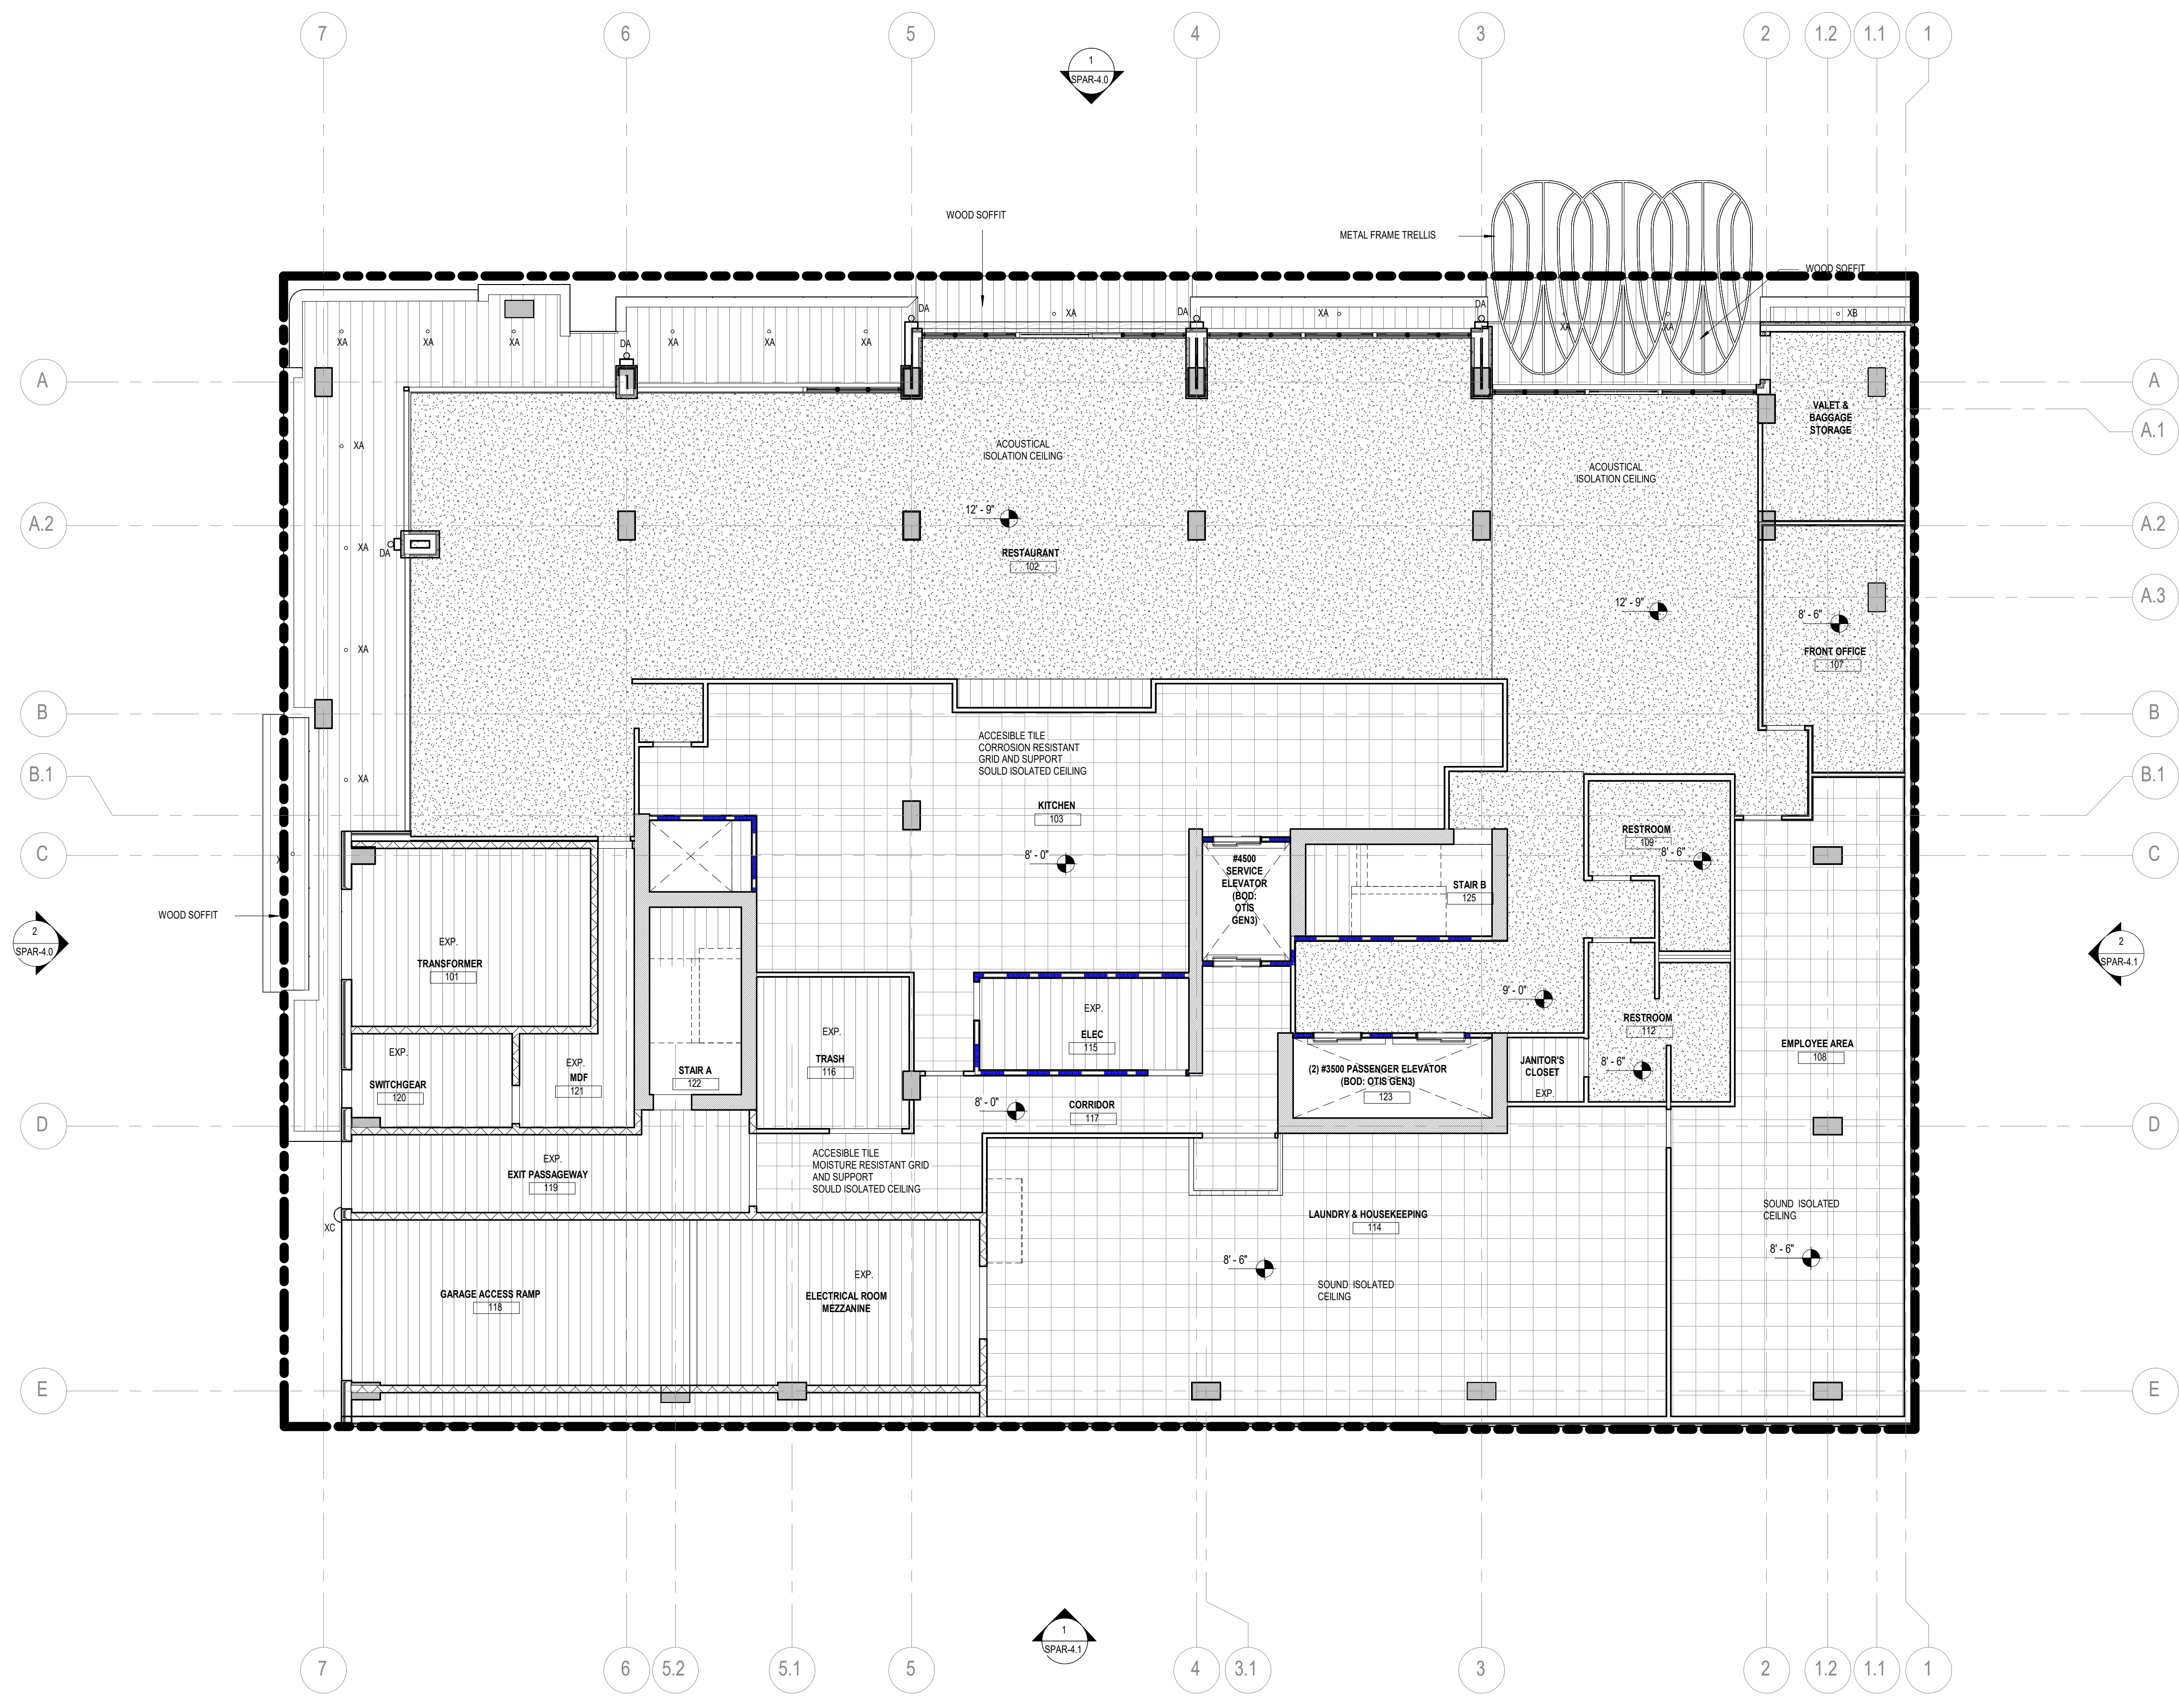 7
6
5
4
3
2
1.2
1.1
1
1
SPAR-4.0
WOOD SOFFIT
METAL FRAME TRELLIS
WOOD SOFFIT
DA
XA
DA
XA
DA
XA
XA
XB
XA
XA
XA
DA
XA
XA
XA
A
A
VALET &
BAGGAGE
STORAGE
A.1
XA
ACOUSTICAL
ISOLATION CEILING
ACOUSTICAL
ISOLATION CEILING
A.2
12' - 9"
A.2
XA
DA
RESTAURANT
102
A.3
12' - 9"
8' - 6"
XA
FRONT OFFICE
107
B
B
ACCESIBLE TILE
CORROSION RESISTANT
GRID AND SUPPORT
SOULD ISOLATED CEILING
B.1
XA
B.1
KITCHEN
103
RESTROOM
109
8' - 6"
C
8' - 0"
C
#4500
SERVICE
ELEVATOR
(BOD:
OTIS
GEN3)
STAIR B
125
WOOD SOFFIT
2
SPAR-4.0
EXP.
TRANSFORMER
101
2
SPAR-4.1
9' - 0"
EXP.
RESTROOM
112
EXP.
ELEC
115
EMPLOYEE AREA
108
EXP.
EXP.
TRASH
116
JANITOR'S
CLOSET
EXP.
8' - 6"
SWITCHGEAR
120
MDF
121
STAIR A
122
(2) #3500 PASSENGER ELEVATOR
(BOD: OTIS GEN3)
123
8' - 0"
CORRIDOR
117
D
D
EXP.
EXIT PASSAGEWAY
119
ACCESIBLE TILE
MOISTURE RESISTANT GRID
AND SUPPORT
SOULD ISOLATED CEILING
XC
LAUNDRY & HOUSEKEEPING
114
SOUND ISOLATED
CEILING
8' - 6"
8' - 6"
EXP.
SOUND ISOLATED
CEILING
GARAGE ACCESS RAMP
118
ELECTRICAL ROOM
MEZZANINE
E
E
1
SPAR-4.1
7
6
5.2
5.1
5
4
3.1
3
2
1.2
1.1
1